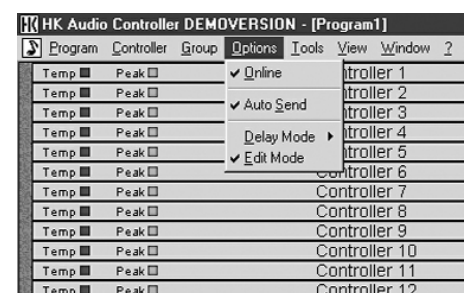 HK HK Audio Controller DEMOVERSION - [Program1]
Program Controller Group Options Tools View Window ?
Online
Auto Send
Delay Mode
Edit Mode
Temp Peak ntroller 1
Temp Peak ntroller 2
Temp Peak ntroller 3
Temp Peak ntroller 4
Temp Peak ntroller 5
Temp Peak Controller 6
Temp Peak Controller 7
Temp Peak Controller 8
Temp Peak Controller 9
Temp Peak Controller 10
Temp Peak Controller 11
Temp Peak Controller 12